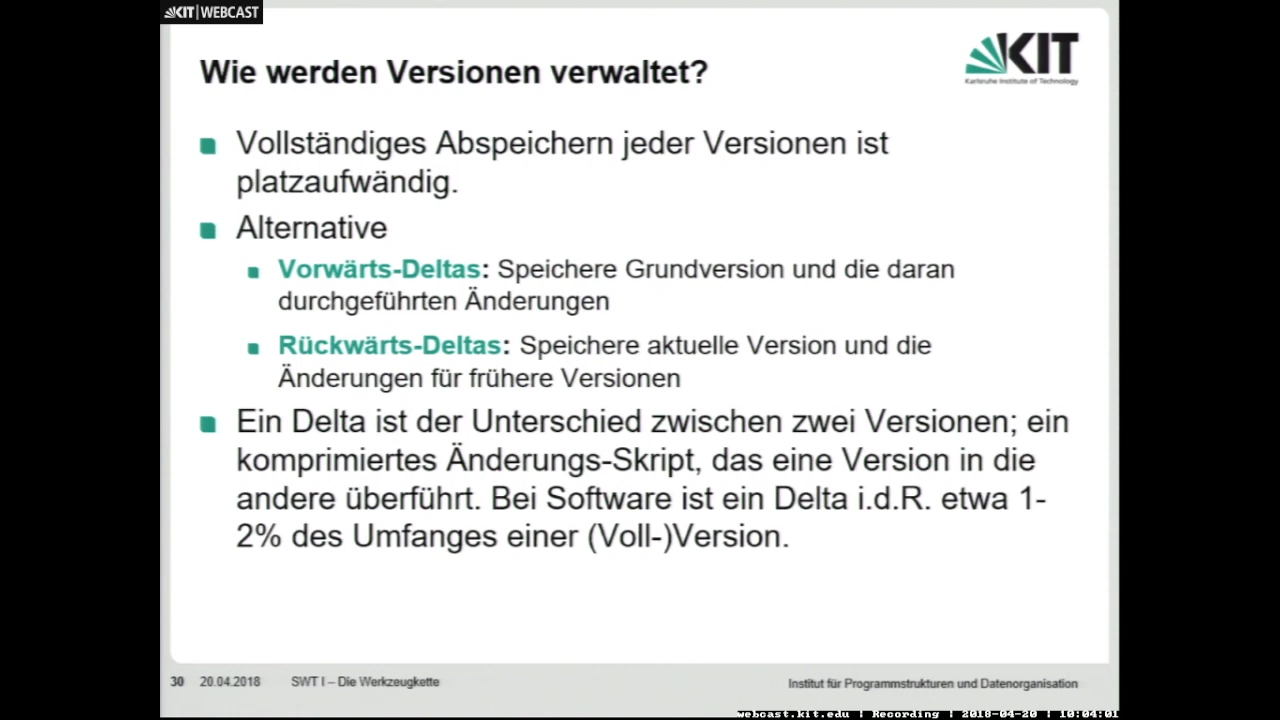 KIT | WEBCAST
Wie werden Versionen verwaltet?
KIT
Karlsruhe Institute of Technology
Vollständiges Abspeichern jeder Versionen ist
platzaufwändig.
Alternative
Vorwärts-Deltas: Speichere Grundversion und die daran
durchgeführten Änderungen
Rückwärts-Deltas: Speichere aktuelle Version und die
Änderungen für frühere Versionen
Ein Delta ist der Unterschied zwischen zwei Versionen; ein
komprimiertes Änderungs-Skript, das eine Version in die
andere überführt. Bei Software ist ein Delta i.d.R. etwa 1-
2% des Umfanges einer (Voll-)Version.
30 20.04.2018 SWT I – Die Werkzeugkette
Institut für Programmstrukturen und Datenorganisation
webcast.kit.edu | Recording | 2018-04-20 | 10:04:01